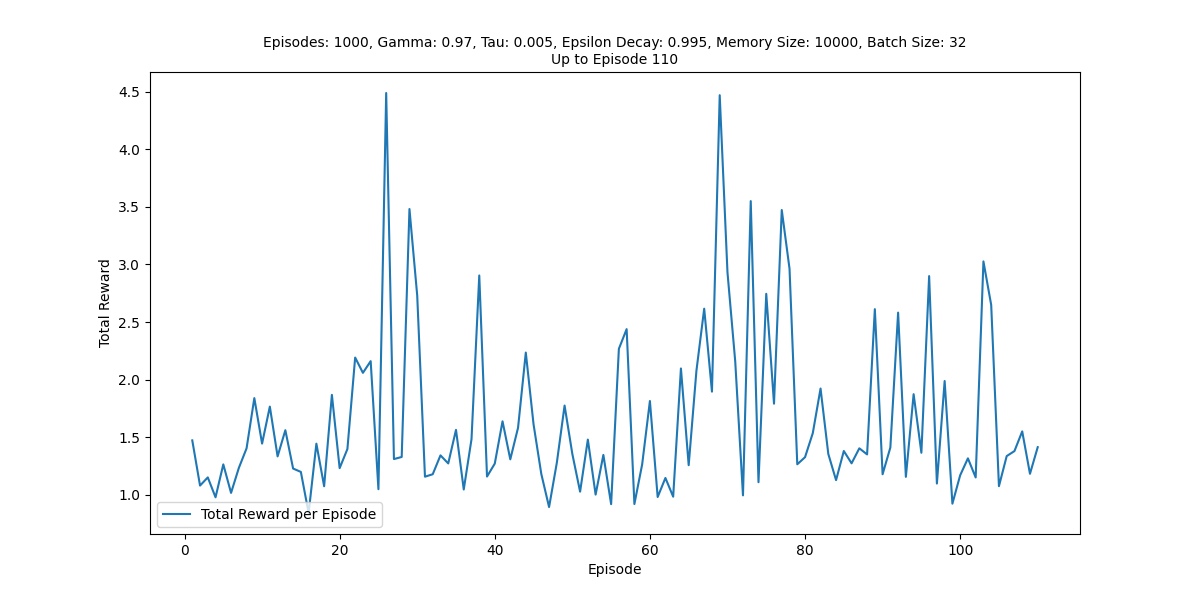 Episodes: 1000, Gamma: 0.97, Tau: 0.005, Epsilon Decay: 0.995, Memory Size: 10000, Batch Size: 32
Up to Episode 110
4.5
4.0
3.5
3.0
2.5
2.0
1.5
1.0
Total Reward
Total Reward per Episode
0 20 40 60 80 100
Episode